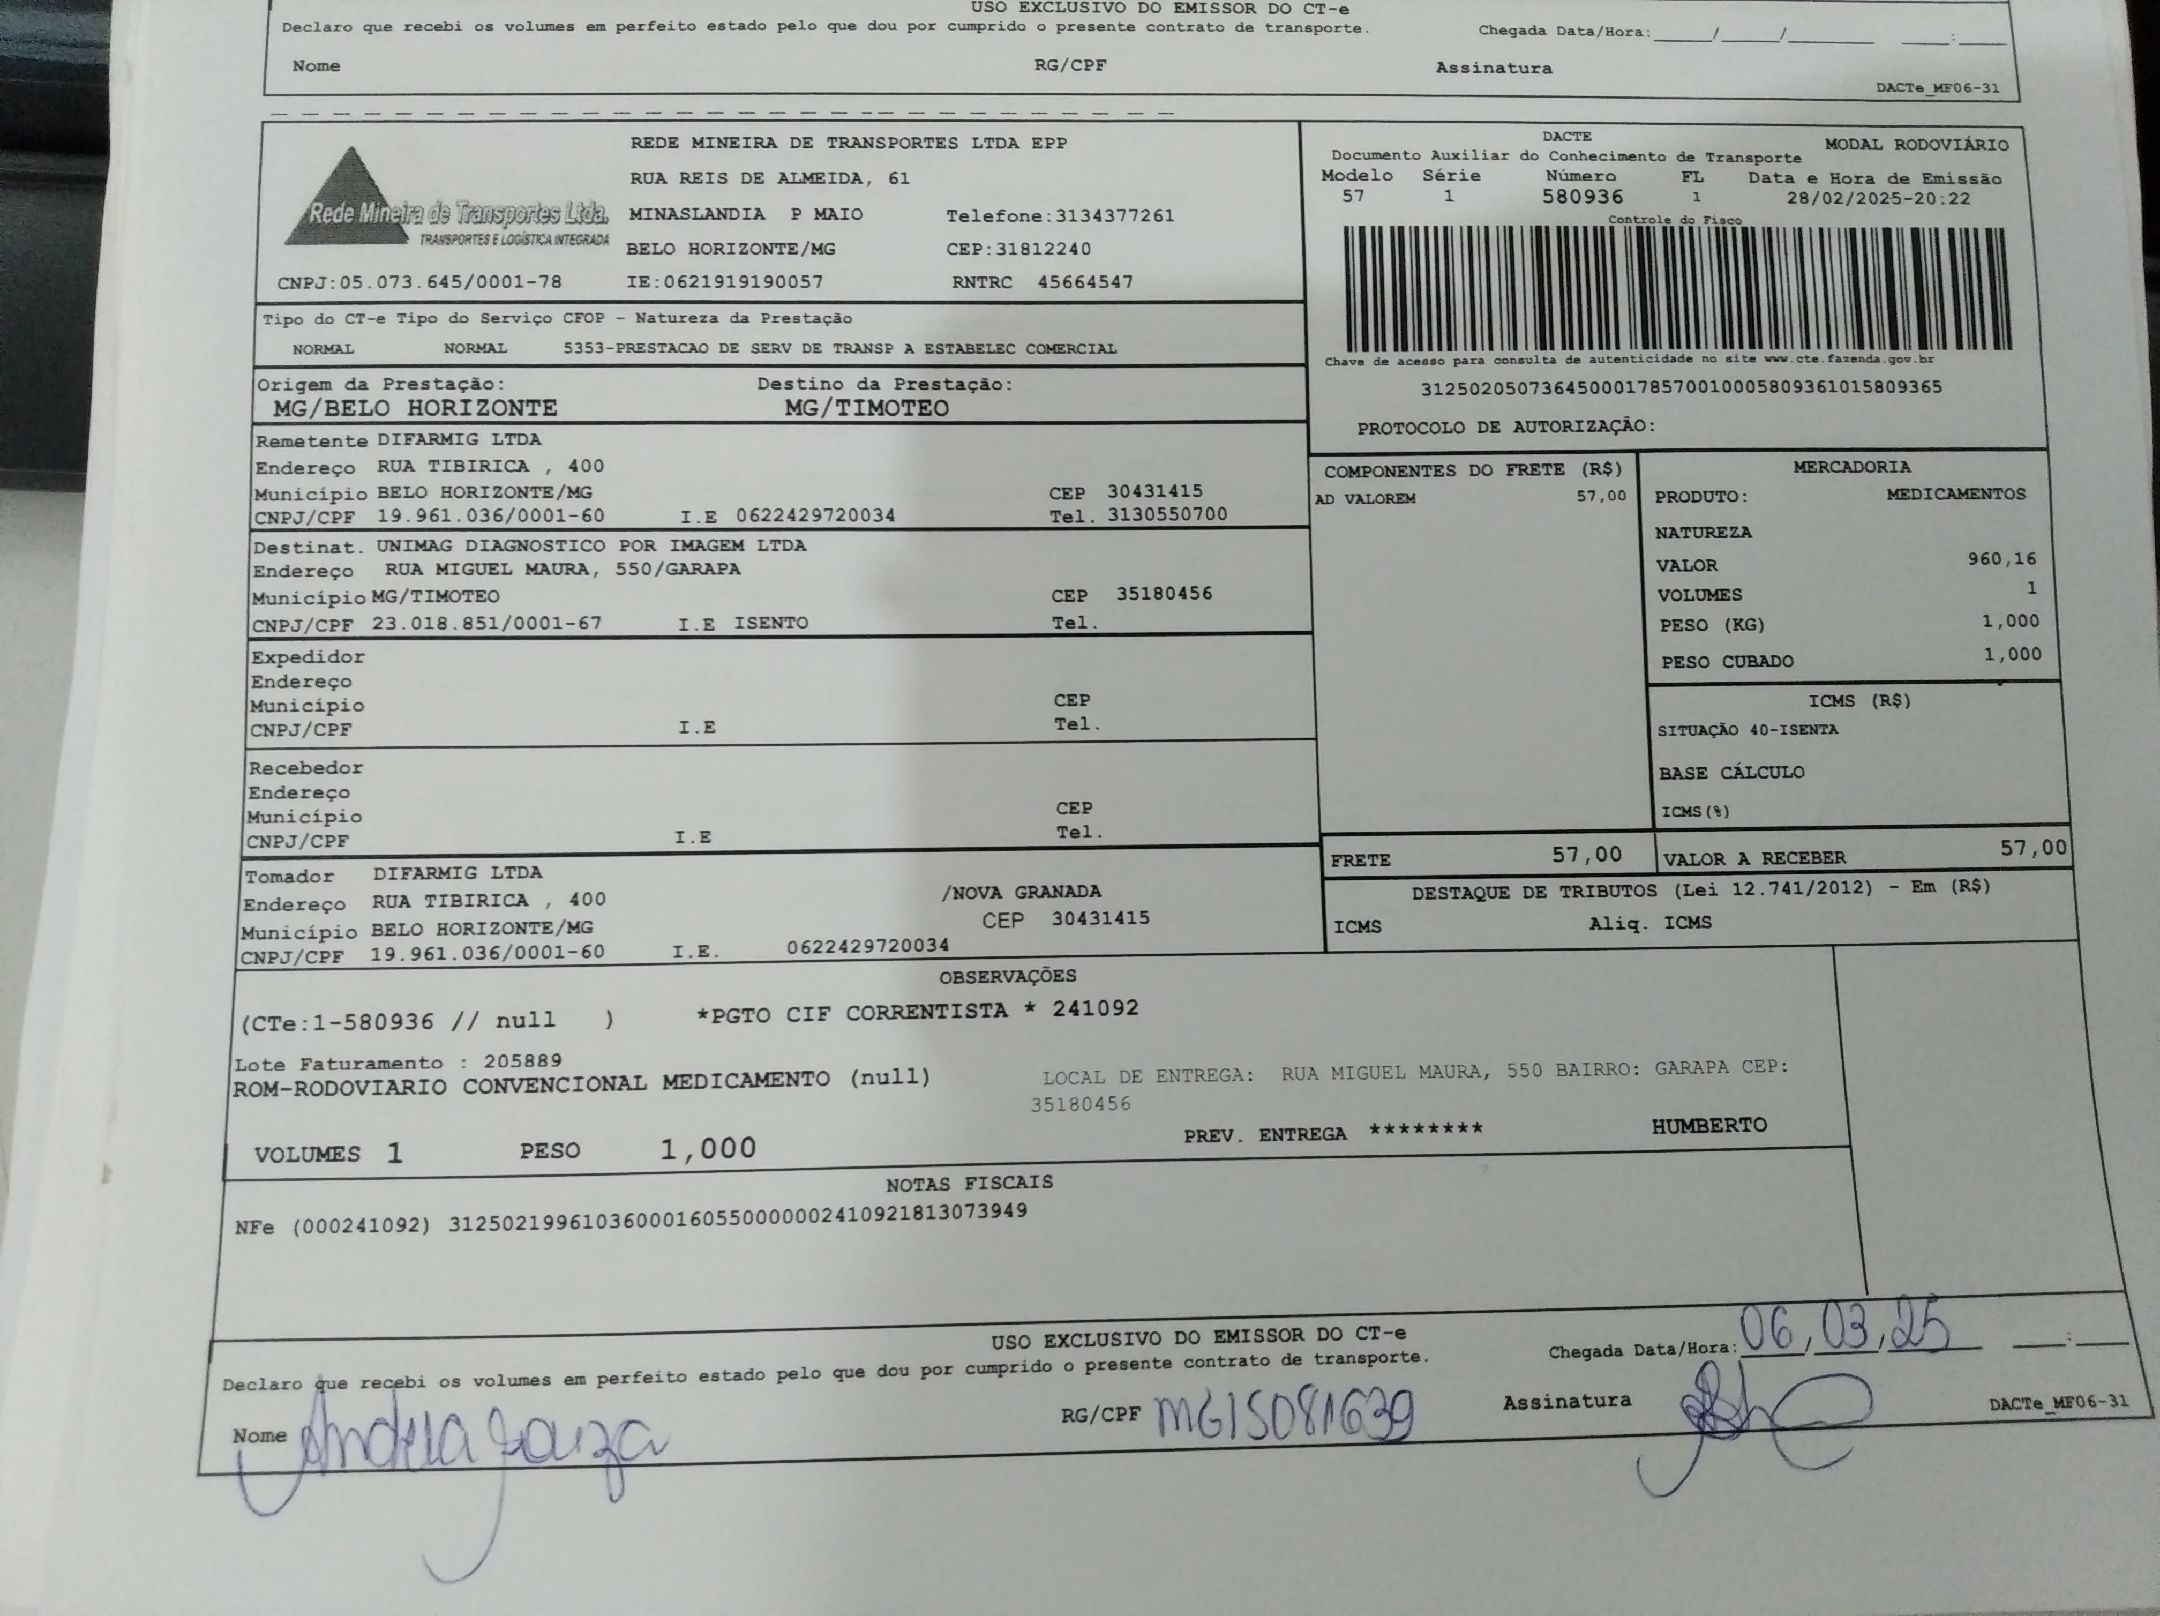 USO EXCLUSIVO DO EMISSOR DO CT-e
Declaro que recebi os volumes em perfeito estado pelo que dou por cumprido o presente contrato de transporte. Chegada Data/Hora:_____/_____/________ ____:____
Nome RG/CPF Assinatura
DACTe_MF06-31
Rede Mineira de Transportes Ltda.
TRANSPORTES E LOGÍSTICA INTEGRADA
REDE MINEIRA DE TRANSPORTES LTDA EPP
RUA REIS DE ALMEIDA, 61
MINASLANDIA P MAIO Telefone:3134377261
BELO HORIZONTE/MG CEP:31812240
CNPJ:05.073.645/0001-78 IE:0621919190057 RNTRC 45664547
DACTE MODAL RODOVIÁRIO
Documento Auxiliar do Conhecimento de Transporte
Modelo Série Número FL Data e Hora de Emissão
57 1 580936 1 28/02/2025-20:22
Controle do Fisco
Chave de acesso para consulta de autenticidade no site www.cte.fazenda.gov.br
31250205073645000178570010005809361015809365
PROTOCOLO DE AUTORIZAÇÃO:
Tipo do CT-e Tipo do Serviço CFOP - Natureza da Prestação
NORMAL NORMAL 5353-PRESTACAO DE SERV DE TRANSP A ESTABELEC COMERCIAL
Origem da Prestação: Destino da Prestação:
MG/BELO HORIZONTE MG/TIMOTEO
Remetente DIFARMIG LTDA
Endereço RUA TIBIRICA , 400
Município BELO HORIZONTE/MG CEP 30431415
CNPJ/CPF 19.961.036/0001-60 I.E 0622429720034 Tel. 3130550700
Destinat. UNIMAG DIAGNOSTICO POR IMAGEM LTDA
Endereço RUA MIGUEL MAURA, 550/GARAPA
Município MG/TIMOTEO CEP 35180456
CNPJ/CPF 23.018.851/0001-67 I.E ISENTO Tel.
Expedidor
Endereço
Município CEP
CNPJ/CPF I.E Tel.
Recebedor
Endereço
Município CEP
CNPJ/CPF I.E Tel.
Tomador DIFARMIG LTDA
Endereço RUA TIBIRICA , 400 /NOVA GRANADA
Município BELO HORIZONTE/MG CEP 30431415
CNPJ/CPF 19.961.036/0001-60 I.E. 0622429720034
COMPONENTES DO FRETE (R$)
AD VALOREM 57,00
MERCADORIA
PRODUTO: MEDICAMENTOS
NATUREZA
VALOR 960,16
VOLUMES 1
PESO (KG) 1,000
PESO CUBADO 1,000
ICMS (R$)
SITUAÇÃO 40-ISENTA
BASE CÁLCULO
ICMS(%)
FRETE 57,00 VALOR A RECEBER 57,00
DESTAQUE DE TRIBUTOS (Lei 12.741/2012) - Em (R$)
ICMS Aliq. ICMS
OBSERVAÇÕES
(CTe:1-580936 // null ) *PGTO CIF CORRENTISTA * 241092
Lote Faturamento : 205889
ROM-RODOVIARIO CONVENCIONAL MEDICAMENTO (null) LOCAL DE ENTREGA: RUA MIGUEL MAURA, 550 BAIRRO: GARAPA CEP:
35180456
VOLUMES 1 PESO 1,000 PREV. ENTREGA ******** HUMBERTO
NOTAS FISCAIS
NFe (000241092) 31250219961036000160550000002410921813073949
USO EXCLUSIVO DO EMISSOR DO CT-e
Declaro que recebi os volumes em perfeito estado pelo que dou por cumprido o presente contrato de transporte. Chegada Data/Hora: 06/03/25 ____:____
Nome Andréia Souza RG/CPF MG15081639 Assinatura
DACTe_MF06-31